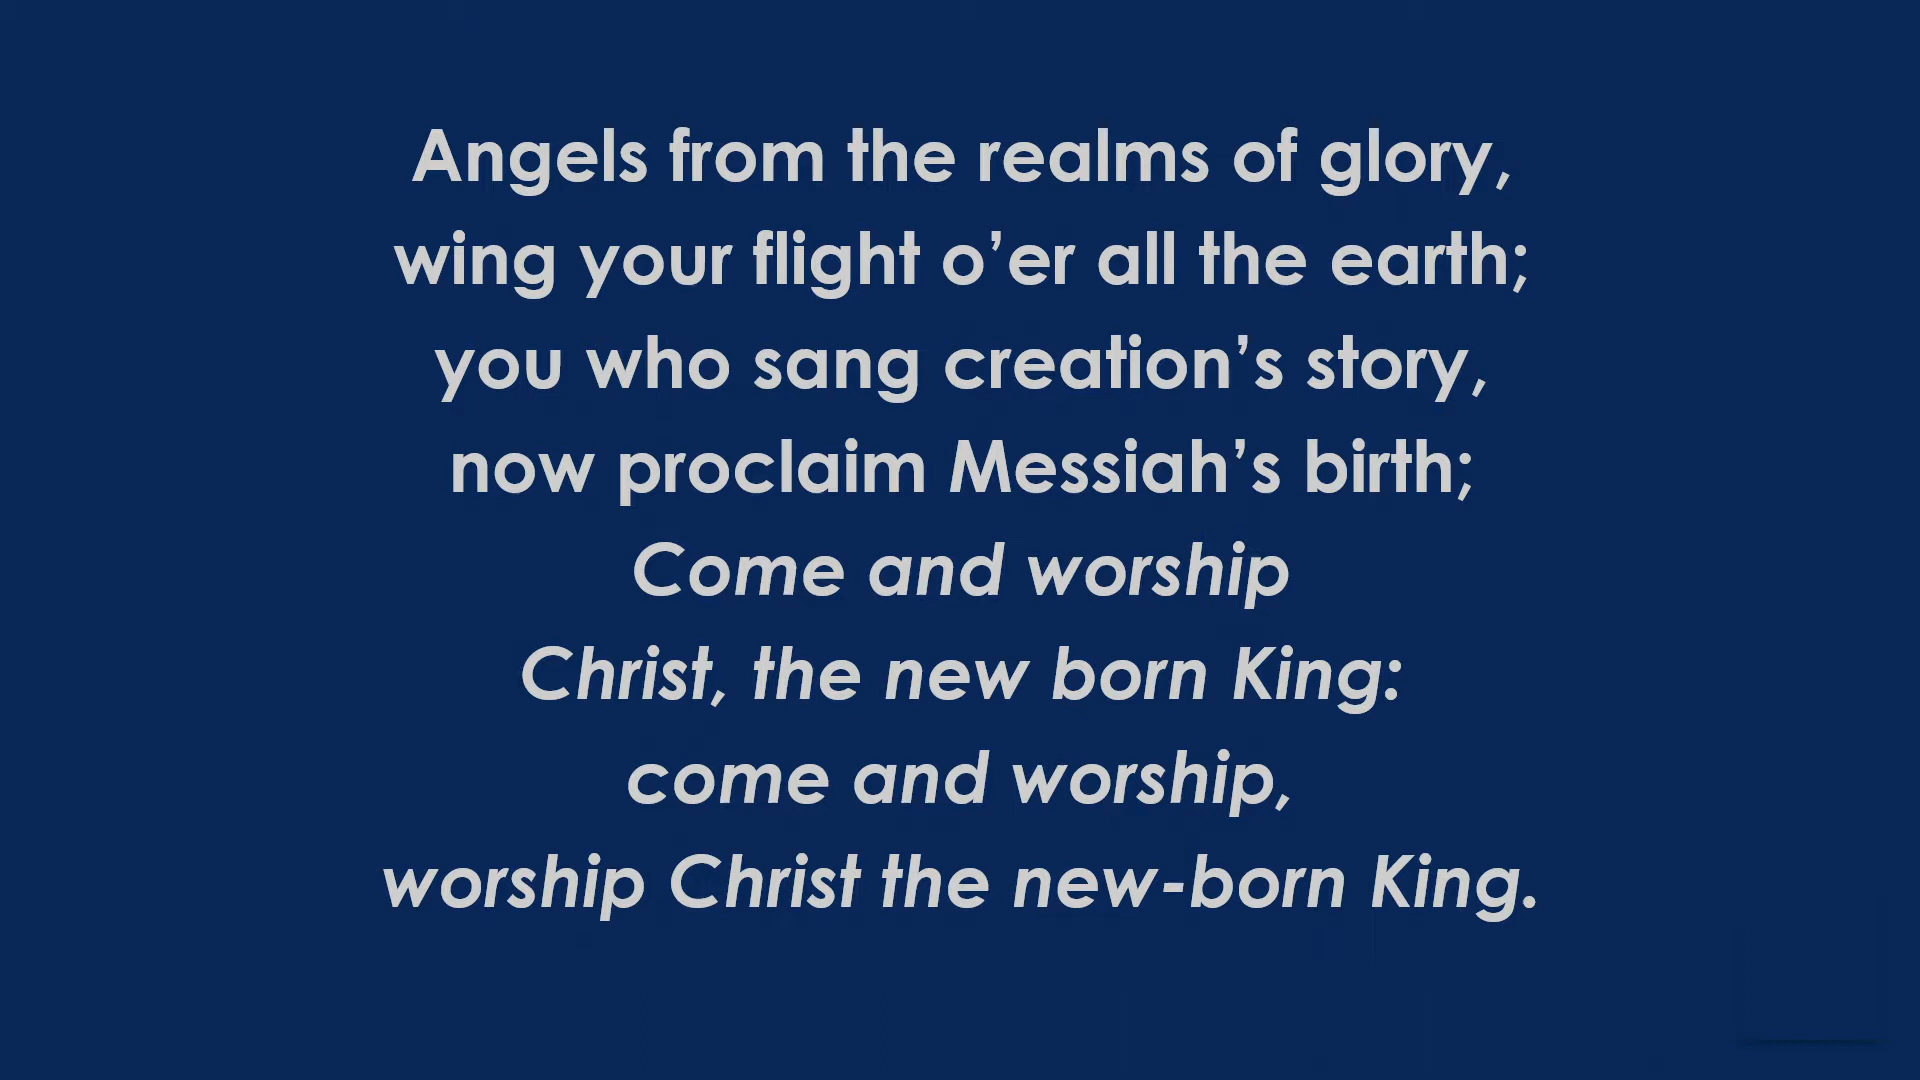 Angels from the realms of glory,
wing your flight o’er all the earth;
you who sang creation’s story,
now proclaim Messiah’s birth;
Come and worship
Christ, the new born King:
come and worship,
worship Christ the new-born King.